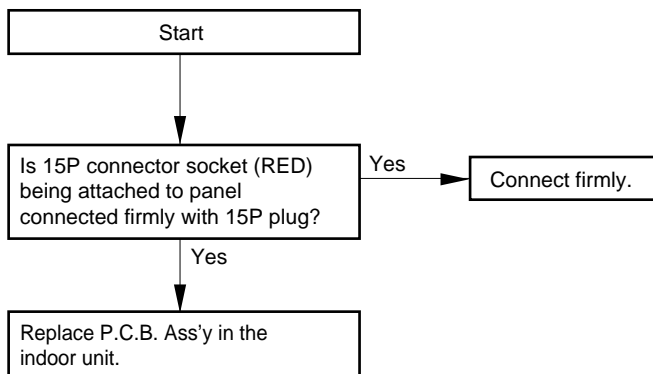 Start
Is 15P connector socket (RED)
being attached to panel
connected firmly with 15P plug?
Yes
Connect firmly.
Yes
Replace P.C.B. Ass'y in the
indoor unit.